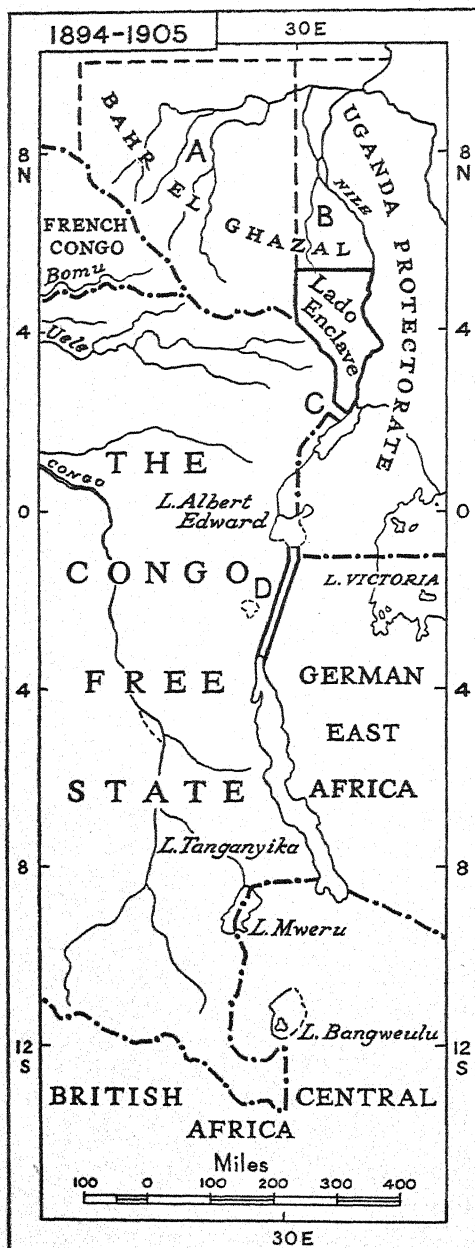 1894-1905
30 E
8
N
8
N
BAHR EL GHAZAL
A
B
NILE
UGANDA PROTECTORATE
FRENCH
CONGO
Bomu
Lado
Enclave
4
4
Uele
C
THE
CONGO
L. Albert
Edward
0
0
CONGO
D
L. VICTORIA
FREE
GERMAN
4
4
EAST
STATE
AFRICA
L. Tanganyika
8
8
L. Mweru
12
S
12
S
L. Bangweulu
BRITISH CENTRAL
AFRICA
Miles
100 0 100 200 300 400
30 E